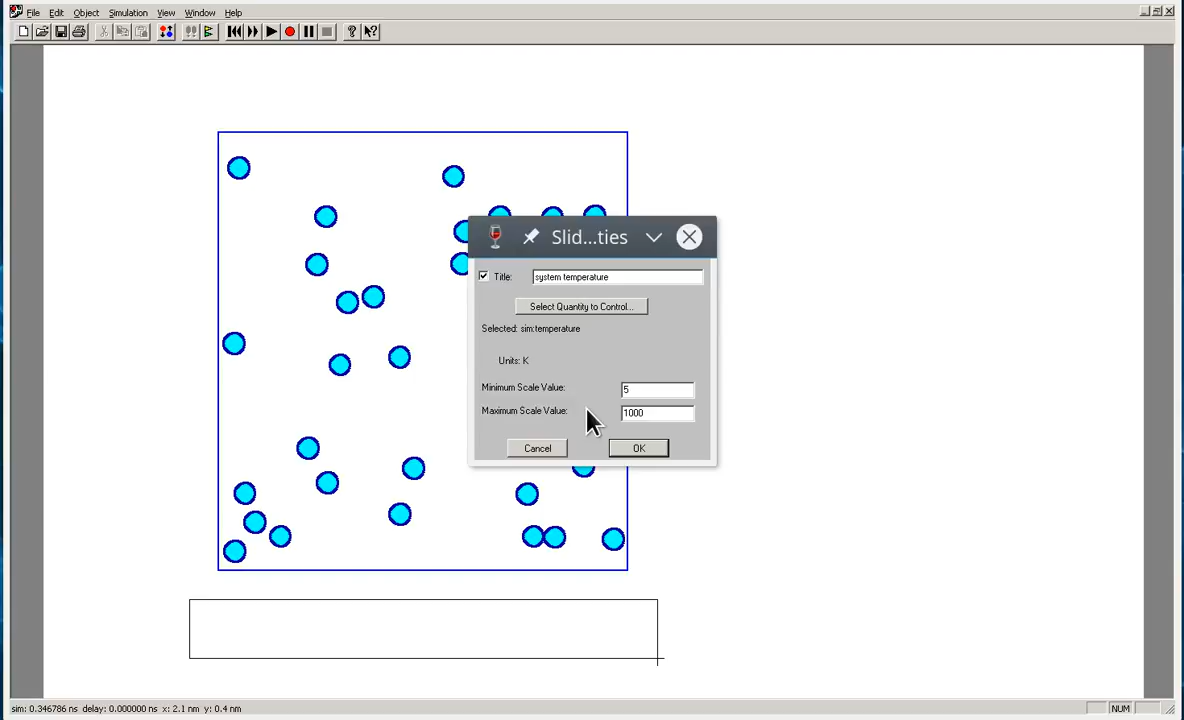 File Edit Object Simulation View Window Help
Slid...ties
Title: system temperature
Select Quantity to Control...
Selected: sim:temperature
Units: K
Minimum Scale Value: 5
Maximum Scale Value: 1000
Cancel OK
sim: 0.346786 ns delay: 0.000000 ns x: 2.1 nm y: 0.4 nm NUM